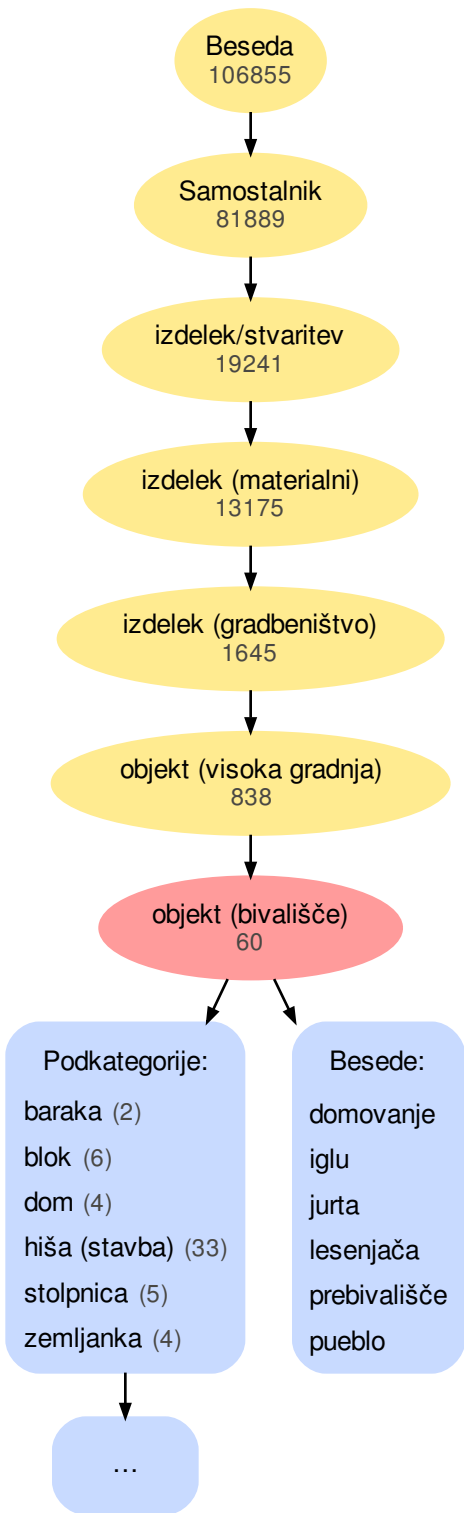 Beseda
106855
Samostalnik
81889
izdelek/stvaritev
19241
izdelek (materialni)
13175
izdelek (gradbeništvo)
1645
objekt (visoka gradnja)
838
objekt (bivališče)
60
Podkategorije:
baraka (2)
blok (6)
dom (4)
hiša (stavba) (33)
stolpnica (5)
zemljanka (4)
...
Besede:
domovanje
iglu
jurta
lesenjača
prebivališče
pueblo